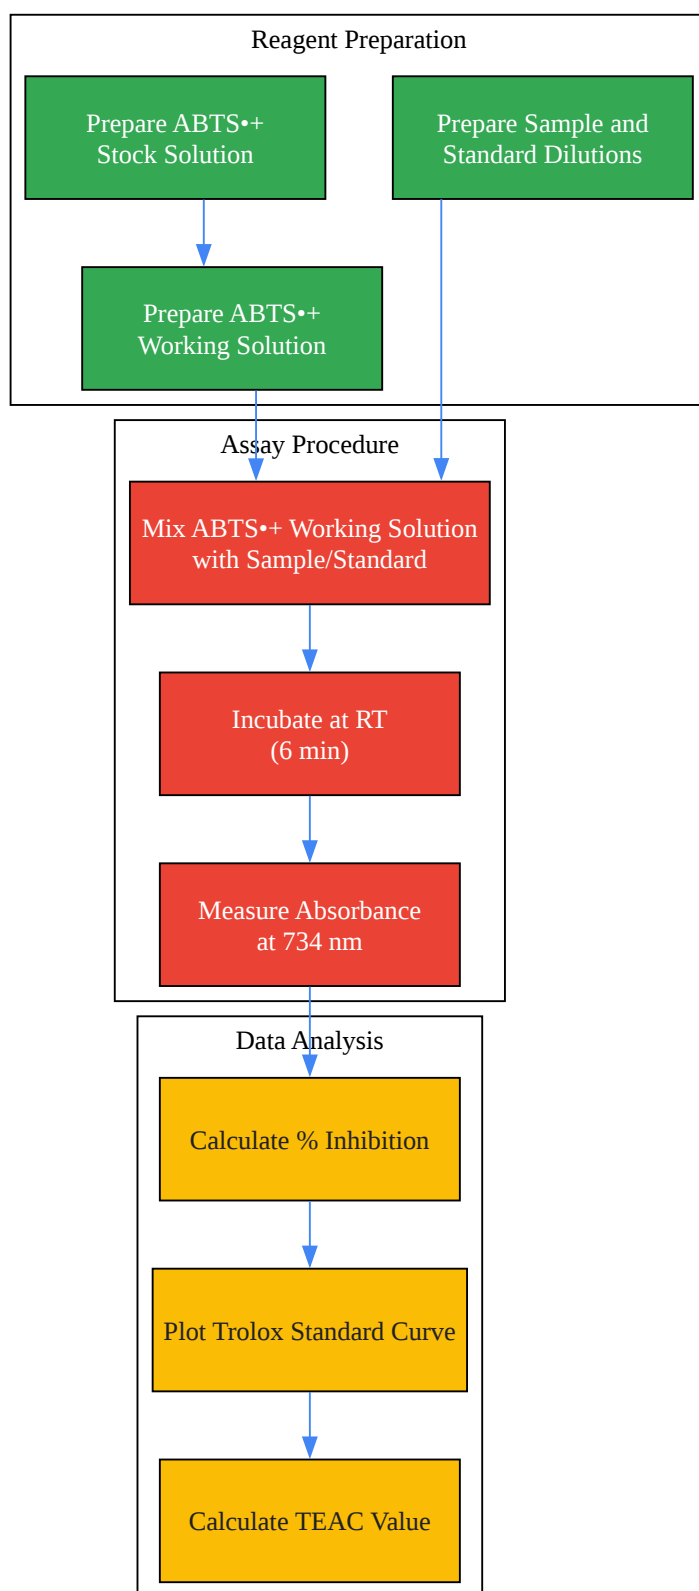 Reagent Preparation
Prepare ABTS•+
Stock Solution
Prepare Sample and
Standard Dilutions
Prepare ABTS•+
Working Solution
Assay Procedure
Mix ABTS•+ Working Solution
with Sample/Standard
Incubate at RT
(6 min)
Measure Absorbance
at 734 nm
Data Analysis
Calculate % Inhibition
Plot Trolox Standard Curve
Calculate TEAC Value